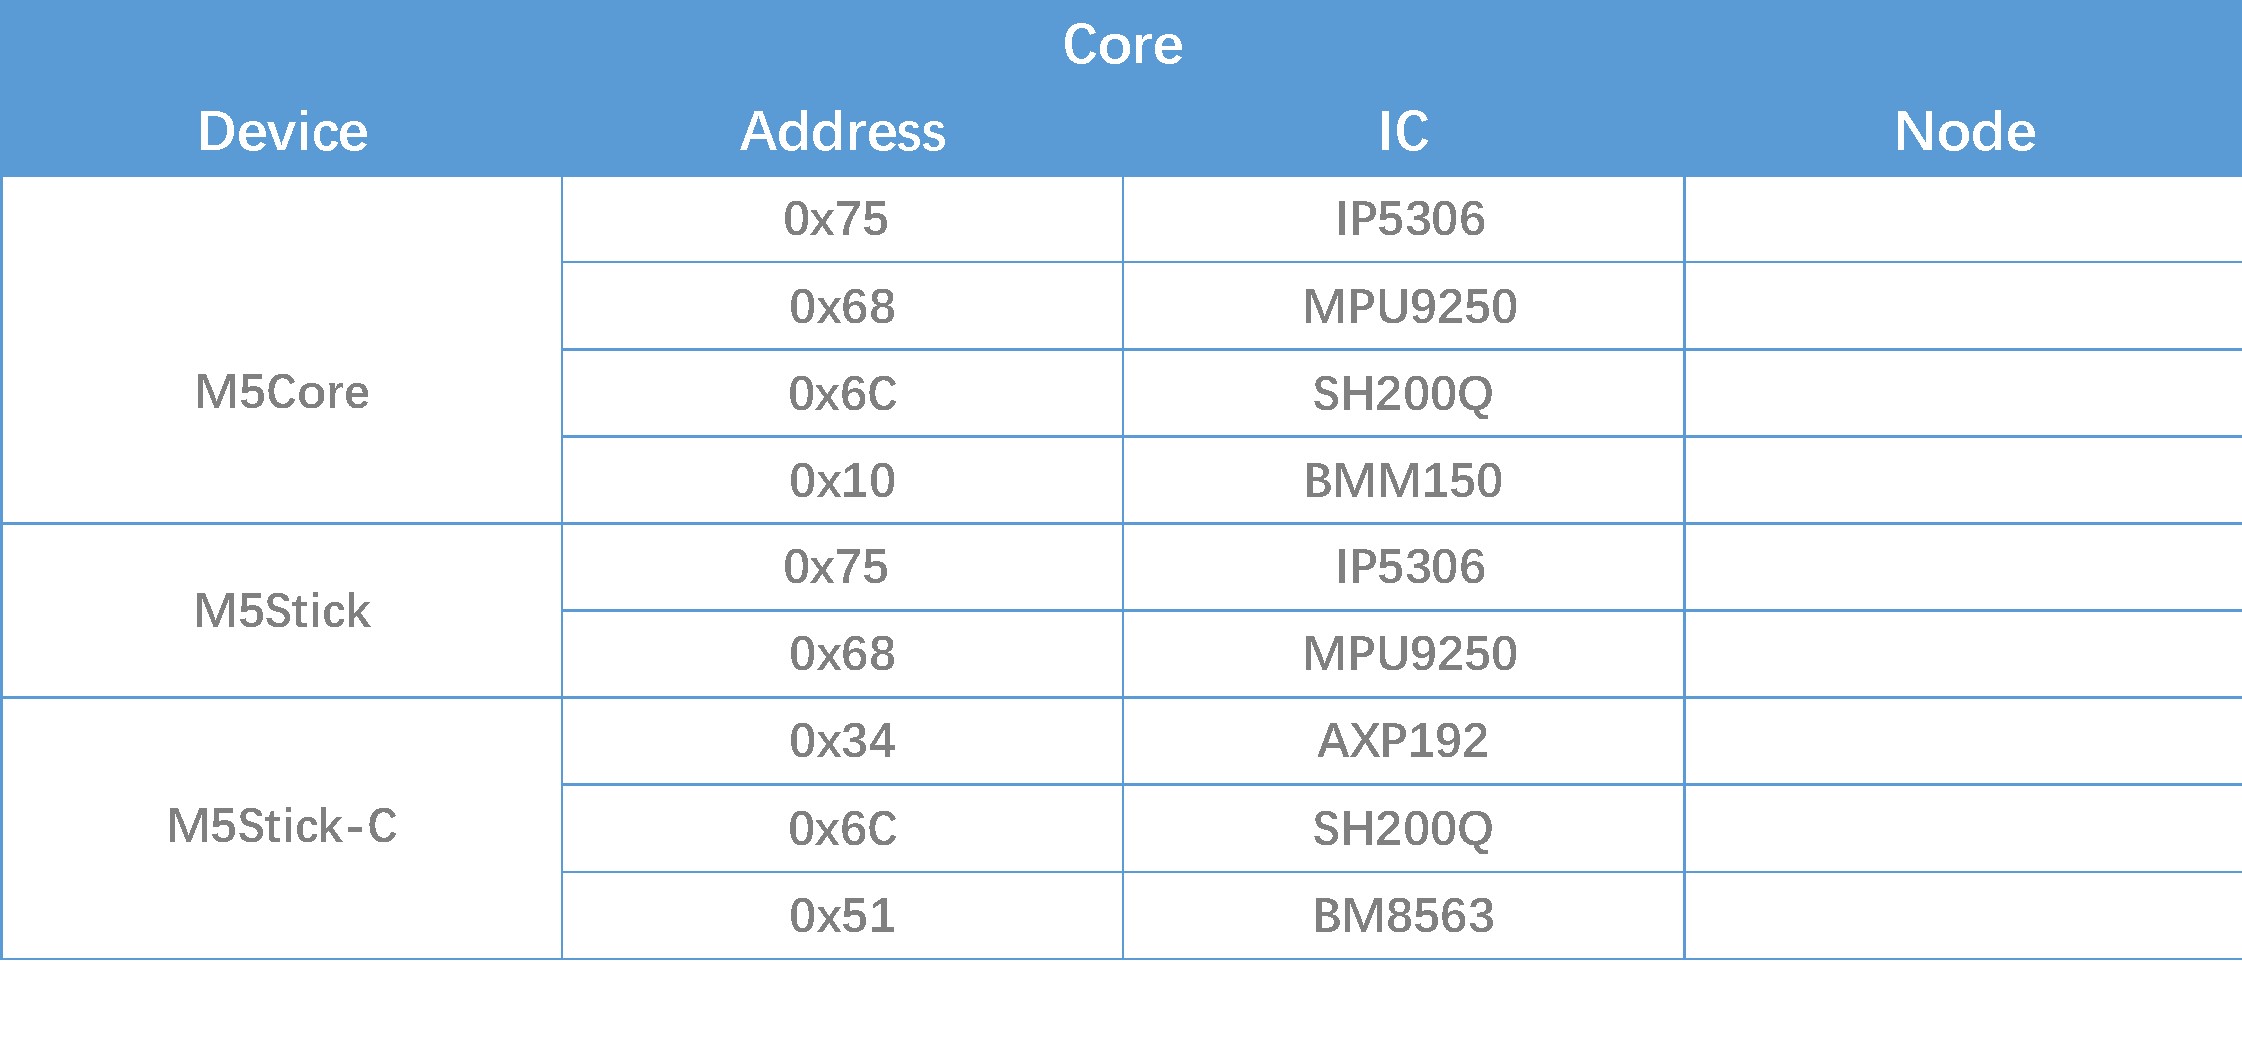 Core
Device Address IC Node
M5Core
0x75 IP5306
0x68 MPU9250
0x6C SH200Q
0x10 BMM150
M5Stick
0x75 IP5306
0x68 MPU9250
M5Stick-C
0x34 AXP192
0x6C SH200Q
0x51 BM8563